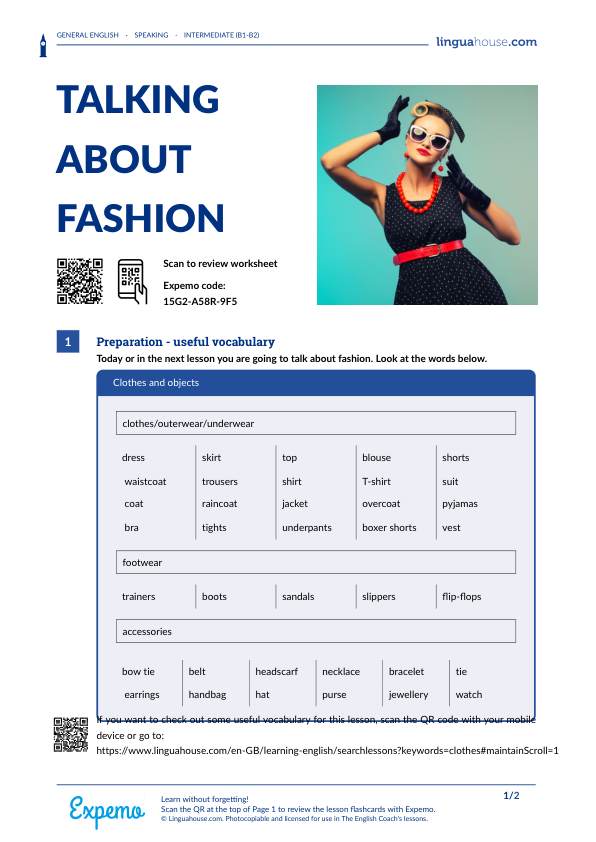 GENERAL ENGLISH · SPEAKING · INTERMEDIATE (B1-B2)
linguahouse.com
TALKING
ABOUT
FASHION
Scan to review worksheet
Expemo code:
15G2-A58R-9F5
1 Preparation - useful vocabulary
Today or in the next lesson you are going to talk about fashion. Look at the words below.
Clothes and objects
clothes/outerwear/underwear
dress skirt top blouse shorts
waistcoat trousers shirt T-shirt suit
coat raincoat jacket overcoat pyjamas
bra tights underpants boxer shorts vest
footwear
trainers boots sandals slippers flip-flops
accessories
bow tie belt headscarf necklace bracelet tie
earrings handbag hat purse jewellery watch
If you want to check out some useful vocabulary for this lesson, scan the QR code with your mobile
device or go to:
https://www.linguahouse.com/en-GB/learning-english/searchlessons?keywords=clothes#maintainScroll=1
1/2
Expemo
Learn without forgetting!
Scan the QR at the top of Page 1 to review the lesson flashcards with Expemo.
© Linguahouse.com. Photocopiable and licensed for use in The English Coach's lessons.